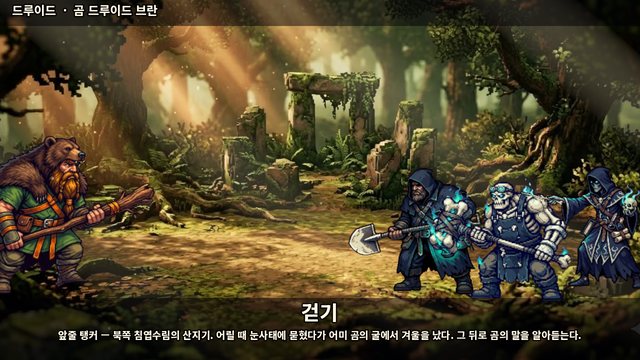 드루이드 · 곰 드루이드 브란
걷기
앞줄 탱커 — 북쪽 침엽수림의 산지기. 어릴 때 눈사태에 묻혔다가 어미 곰의 굴에서 겨울을 났다. 그 뒤로 곰의 말을 알아듣는다.